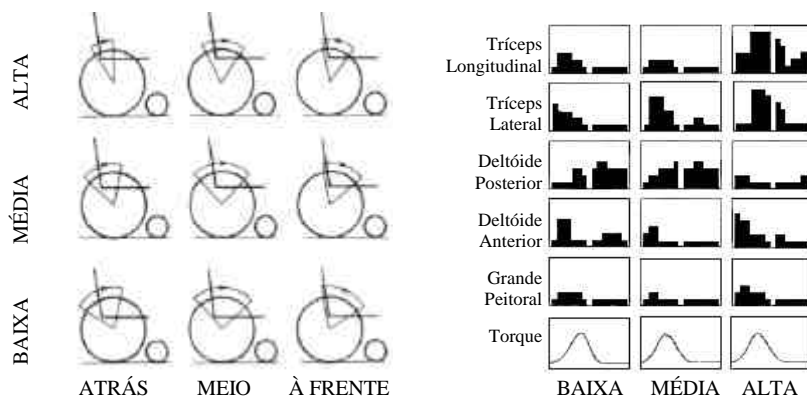 ALTA
MÉDIA
BAIXA
ATRÁS MEIO À FRENTE
Tríceps
Longitudinal
Tríceps
Lateral
Deltóide
Posterior
Deltóide
Anterior
Grande
Peitoral
Torque
BAIXA MÉDIA ALTA